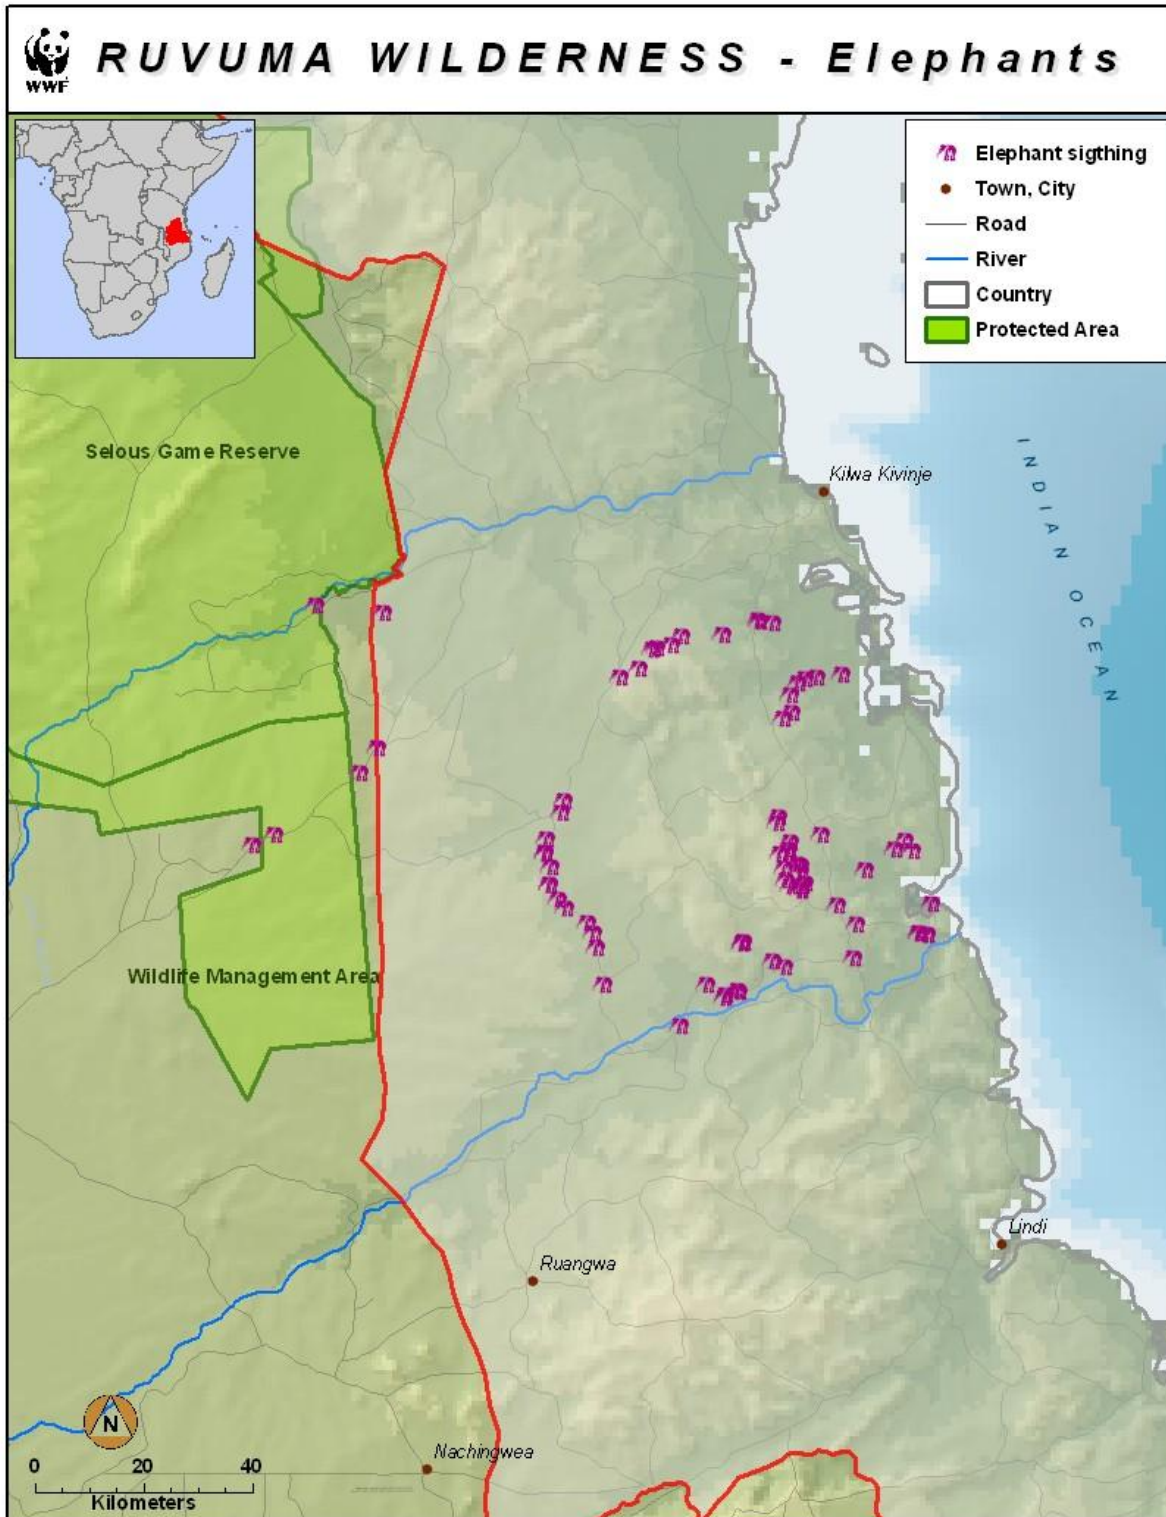 WWF
RUVUMA WILDERNESS - Elephants
Elephant sigthing
Town, City
Road
River
Country
Protected Area
Selous Game Reserve
Kilwa Kivinje
INDIAN OCEAN
Wildlife Management Area
Lindi
Ruangwa
N
Nachingwea
0 20 40
Kilometers